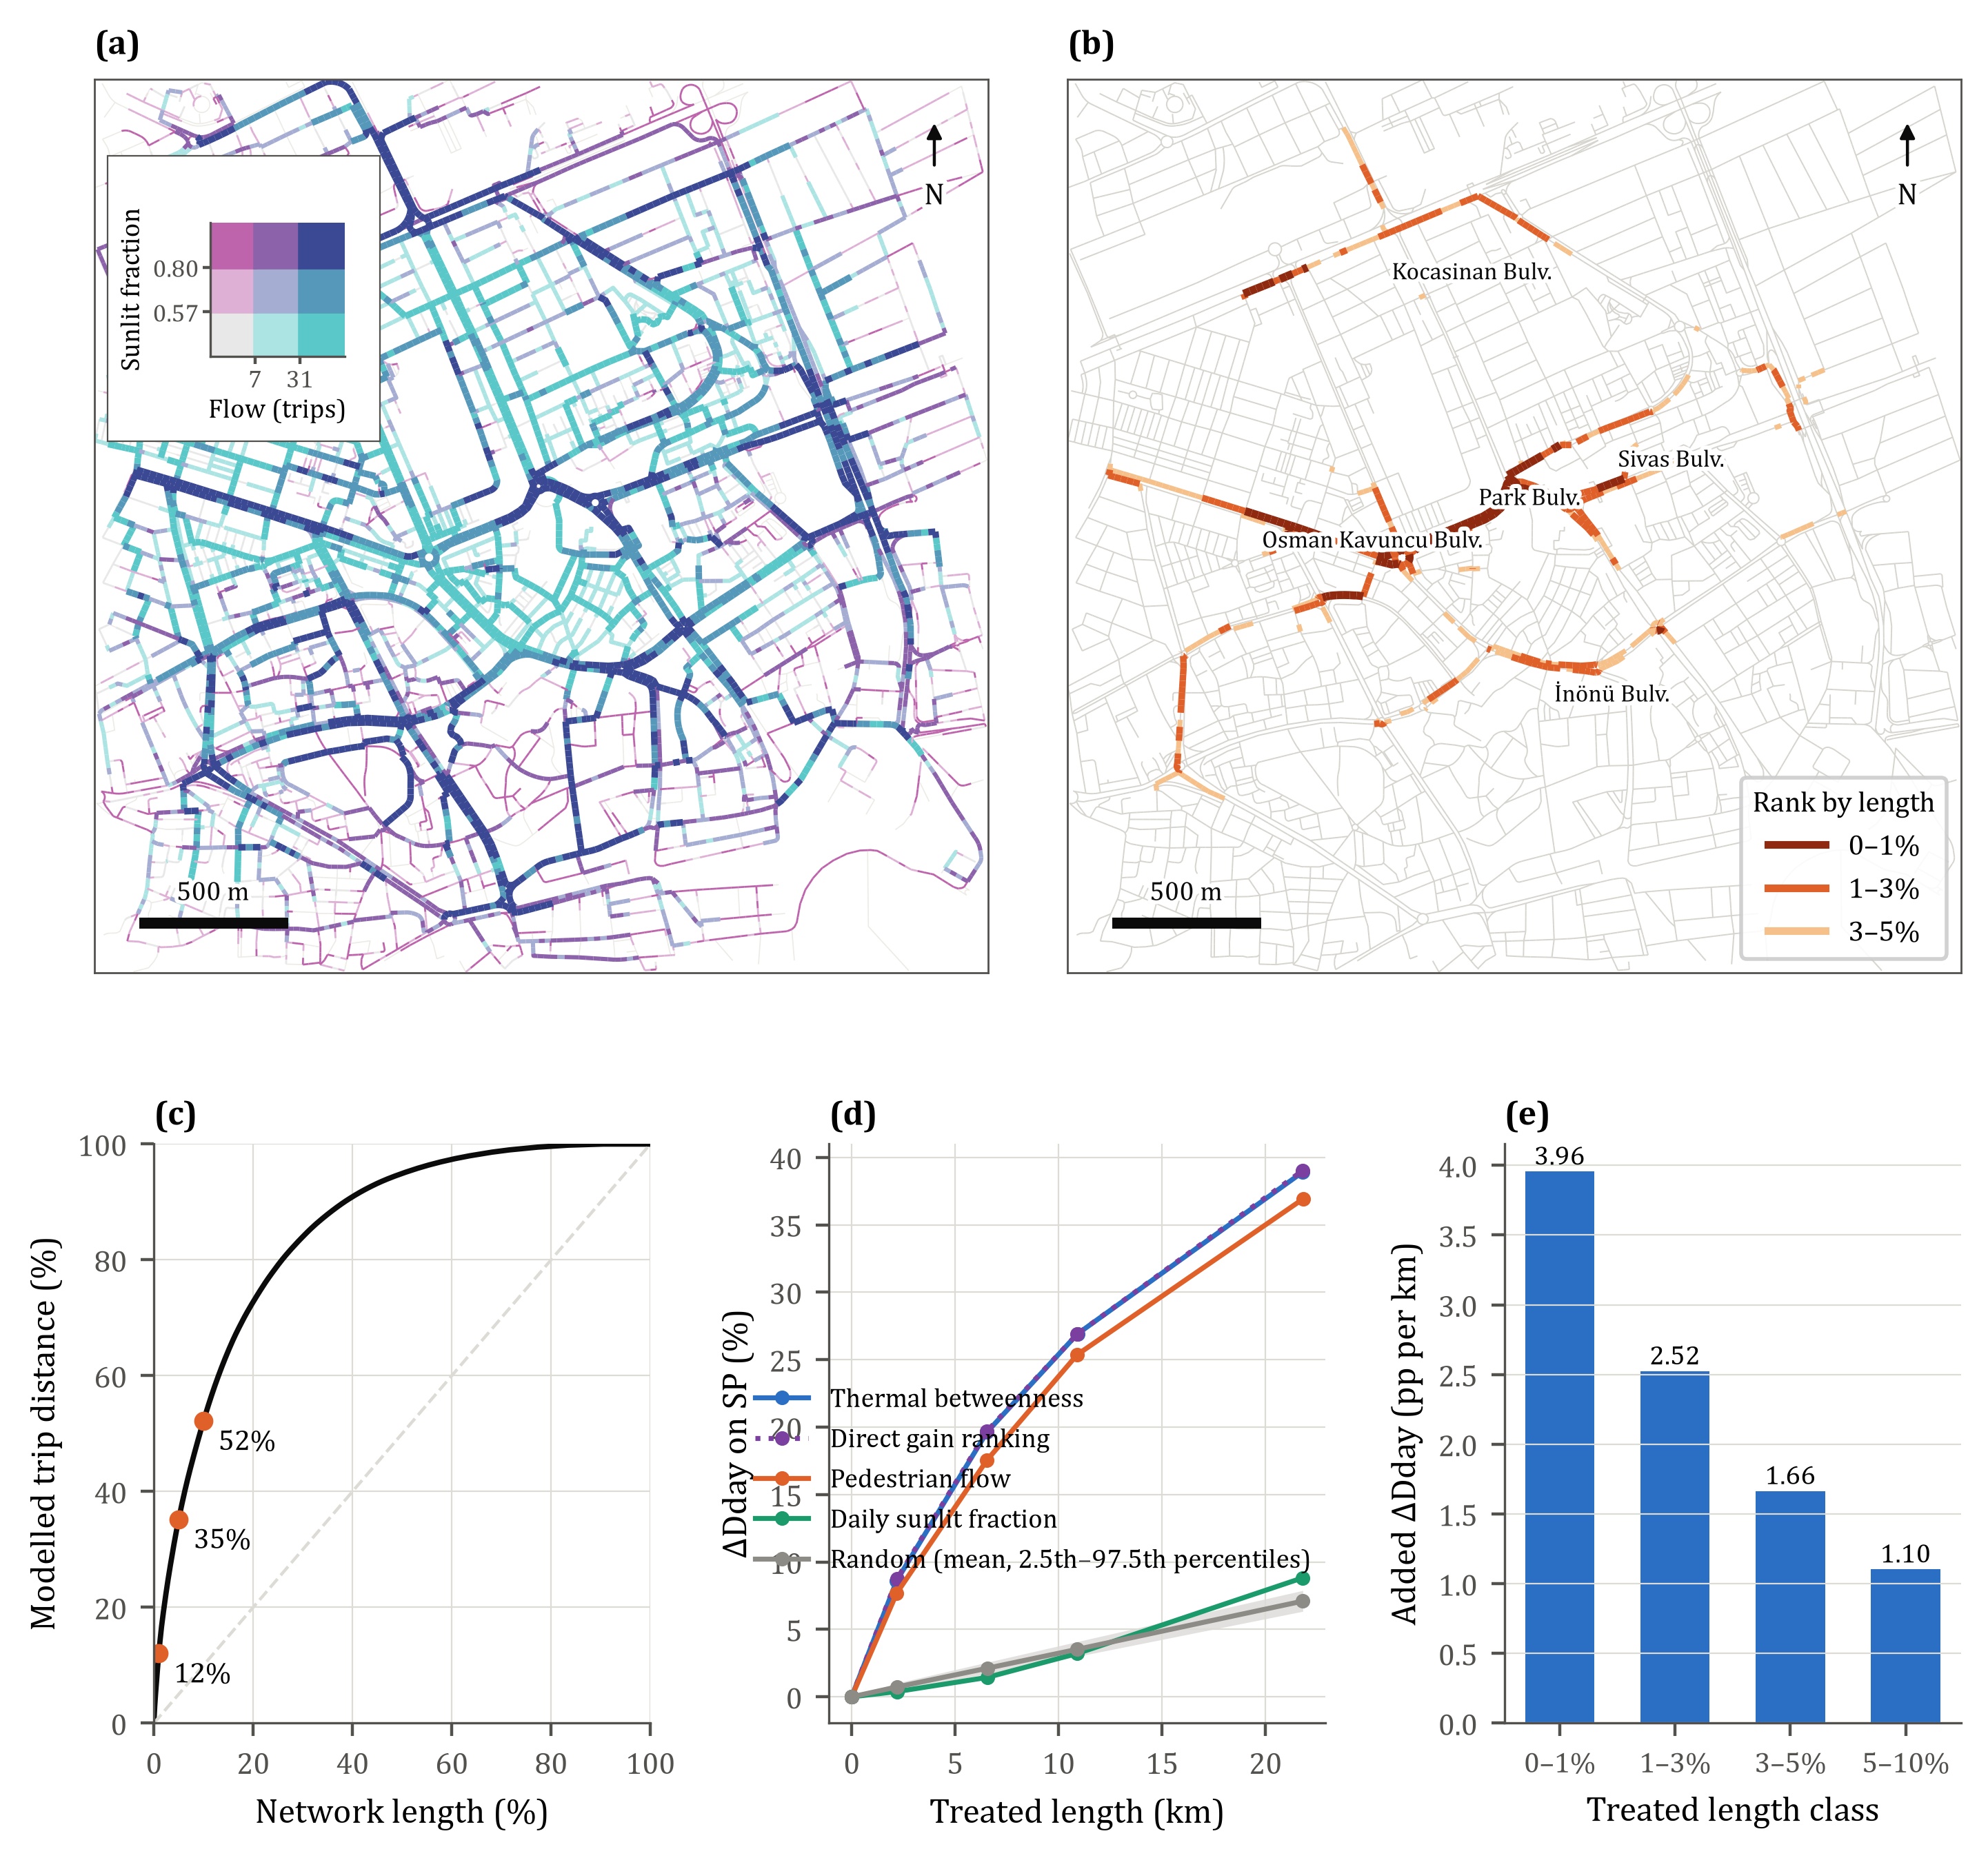 (a)
N
Sunlit fraction
0.80
0.57
7 31
Flow (trips)
500 m
(b)
N
Kocasinan Bulv.
Sivas Bulv.
Park Bulv.
Osman Kavuncu Bulv.
İnönü Bulv.
500 m
Rank by length
0–1%
1–3%
3–5%
(c)
Modelled trip distance (%)
100
80
60
40
20
0
52%
35%
12%
0 20 40 60 80 100
Network length (%)
(d)
ΔDday on SP (%)
40
35
30
25
20
15
10
5
0
Thermal betweenness
Direct gain ranking
Pedestrian flow
Daily sunlit fraction
Random (mean, 2.5th–97.5th percentiles)
0 5 10 15 20
Treated length (km)
(e)
Added ΔDday (pp per km)
4.0
3.5
3.0
2.5
2.0
1.5
1.0
0.5
0.0
3.96
2.52
1.66
1.10
0–1% 1–3% 3–5% 5–10%
Treated length class